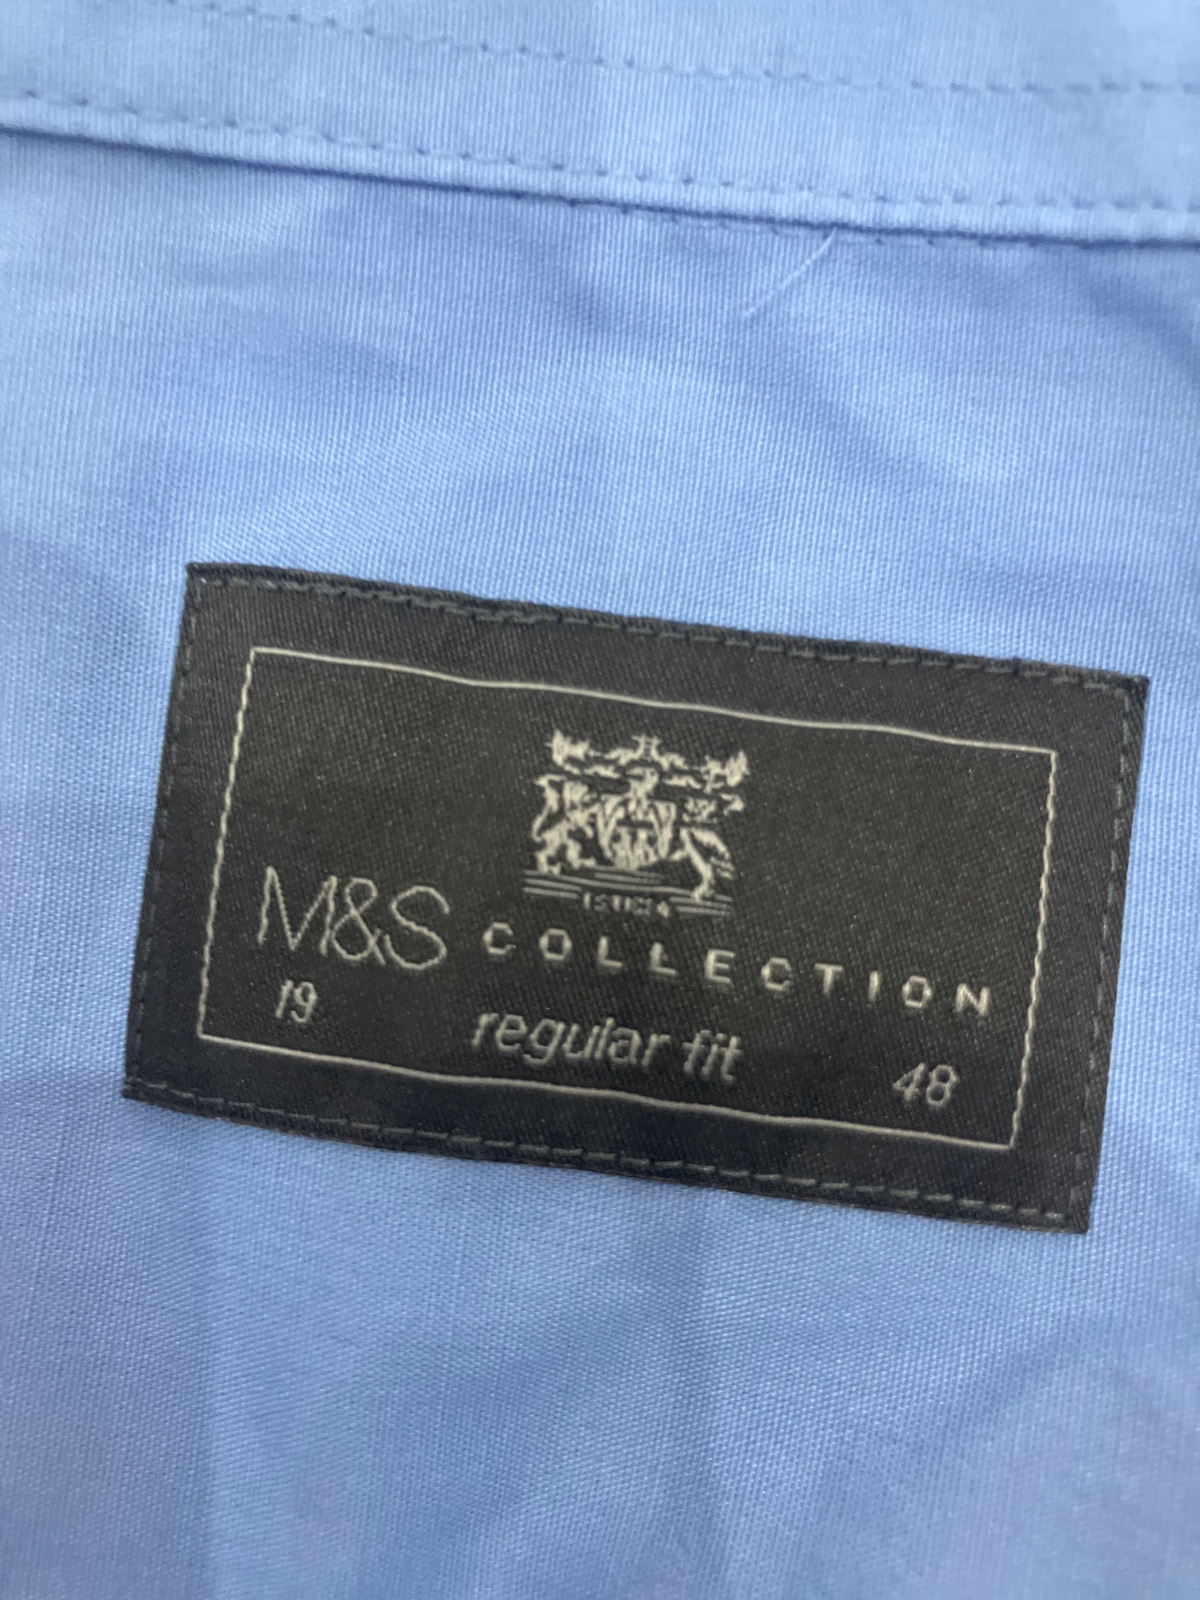 M&S COLLECTION
19 regular fit 48